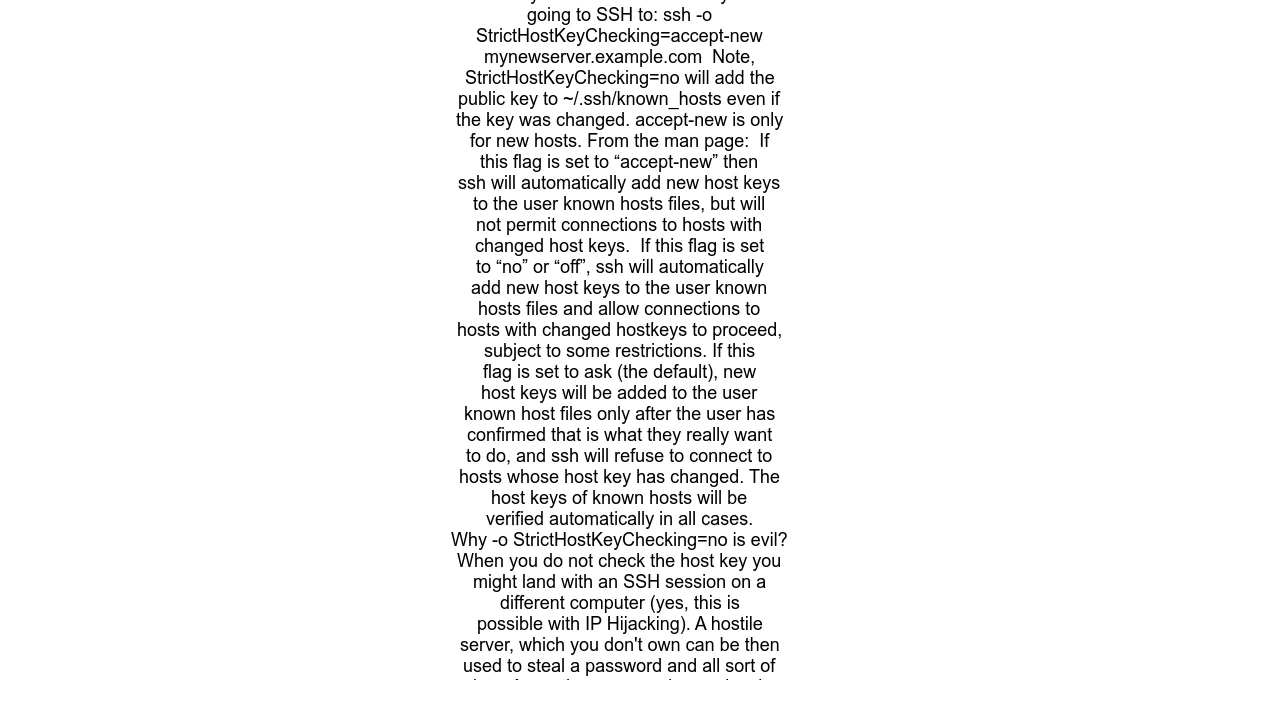 going to SSH to: ssh -o
StrictHostKeyChecking=accept-new
mynewserver.example.com  Note,
StrictHostKeyChecking=no will add the
public key to ~/.ssh/known_hosts even if
the key was changed. accept-new is only
for new hosts. From the man page:  If
this flag is set to “accept-new” then
ssh will automatically add new host keys
to the user known hosts files, but will
not permit connections to hosts with
changed host keys.  If this flag is set
to “no” or “off”, ssh will automatically
add new host keys to the user known
hosts files and allow connections to
hosts with changed hostkeys to proceed,
subject to some restrictions. If this
flag is set to ask (the default), new
host keys will be added to the user
known host files only after the user has
confirmed that is what they really want
to do, and ssh will refuse to connect to
hosts whose host key has changed. The
host keys of known hosts will be
verified automatically in all cases.
Why -o StrictHostKeyChecking=no is evil?
When you do not check the host key you
might land with an SSH session on a
different computer (yes, this is
possible with IP Hijacking). A hostile
server, which you don't own can be then
used to steal a password and all sort of